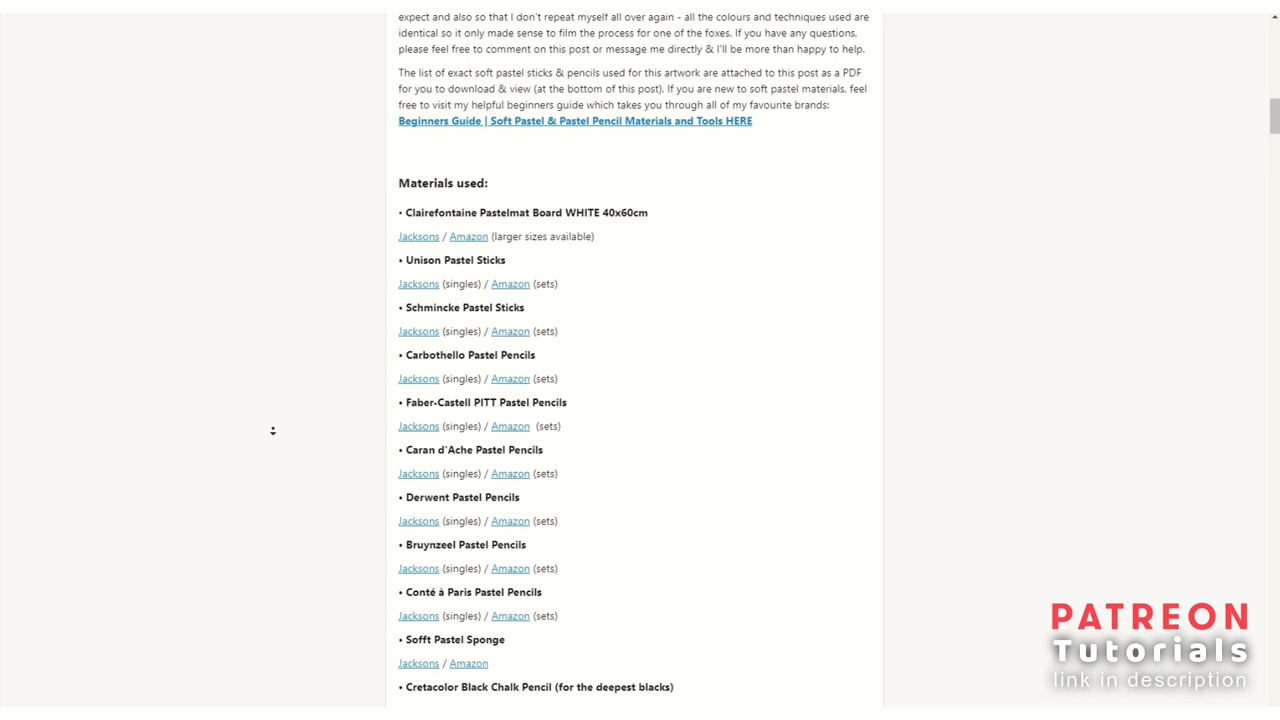 expect and also so that I don't repeat myself all over again - all the colours and techniques used are
identical so it only made sense to film the process for one of the foxes. If you have any questions,
please feel free to comment on this post or message me directly & I'll be more than happy to help.
The list of exact soft pastel sticks & pencils used for this artwork are attached to this post as a PDF
for you to download & view (at the bottom of this post). If you are new to soft pastel materials, feel
free to visit my helpful beginners guide which takes you through all of my favourite brands:
Beginners Guide | Soft Pastel & Pastel Pencil Materials and Tools HERE
Materials used:
• Clairefontaine Pastelmat Board WHITE 40x60cm
Jacksons / Amazon (larger sizes available)
• Unison Pastel Sticks
Jacksons (singles) / Amazon (sets)
• Schmincke Pastel Sticks
Jacksons (singles) / Amazon (sets)
• Carbothello Pastel Pencils
Jacksons (singles) / Amazon (sets)
• Faber-Castell PITT Pastel Pencils
Jacksons (singles) / Amazon (sets)
• Caran d'Ache Pastel Pencils
Jacksons (singles) / Amazon (sets)
• Derwent Pastel Pencils
Jacksons (singles) / Amazon (sets)
• Bruynzeel Pastel Pencils
Jacksons (singles) / Amazon (sets)
• Conté à Paris Pastel Pencils
Jacksons (singles) / Amazon (sets)
• Sofft Pastel Sponge
Jacksons / Amazon
• Cretacolor Black Chalk Pencil (for the deepest blacks)
PATREON
Tutorials
link in description